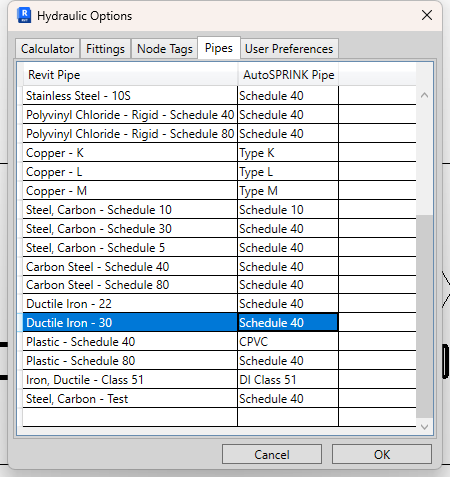 Hydraulic Options
Calculator Fittings Node Tags Pipes User Preferences
Revit Pipe AutoSPRINK Pipe
Stainless Steel - 10S Schedule 40
Polyvinyl Chloride - Rigid - Schedule 40 Schedule 40
Polyvinyl Chloride - Rigid - Schedule 80 Schedule 40
Copper - K Type K
Copper - L Type L
Copper - M Type M
Steel, Carbon - Schedule 10 Schedule 10
Steel, Carbon - Schedule 30 Schedule 40
Steel, Carbon - Schedule 5 Schedule 40
Carbon Steel - Schedule 40 Schedule 40
Carbon Steel - Schedule 80 Schedule 40
Ductile Iron - 22 Schedule 40
Ductile Iron - 30 Schedule 40
Plastic - Schedule 40 CPVC
Plastic - Schedule 80 Schedule 40
Iron, Ductile - Class 51 DI Class 51
Steel, Carbon - Test Schedule 40
Cancel OK